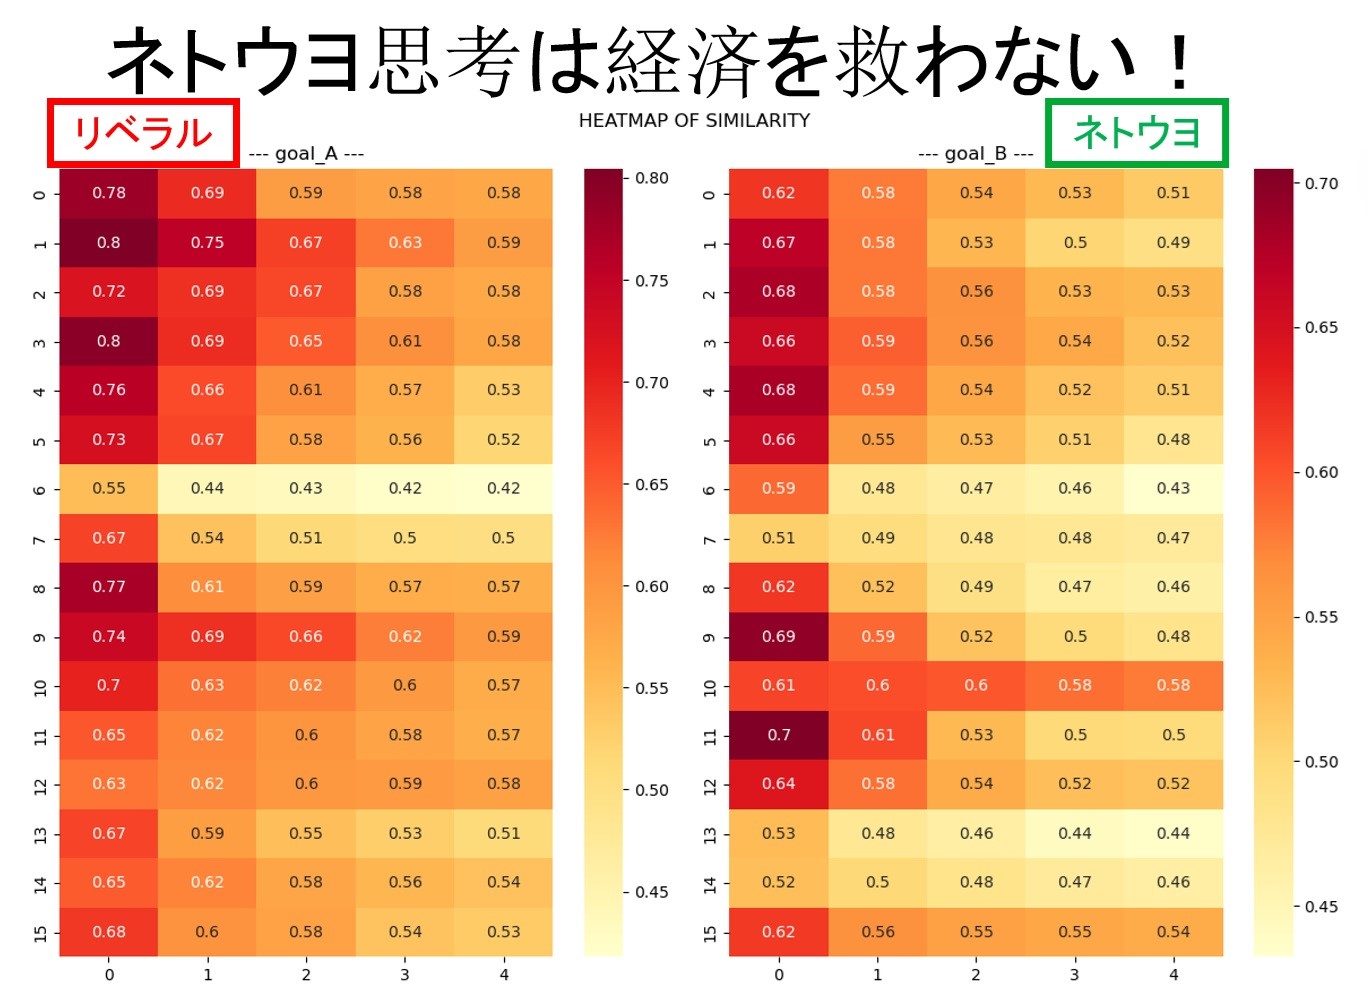 ネトウヨ思考は経済を救わない！
リベラル
HEATMAP OF SIMILARITY
ネトウヨ
--- goal_A ---
--- goal_B ---
0 0.78 0.69 0.59 0.58 0.58
1 0.8 0.75 0.67 0.63 0.59
2 0.72 0.69 0.67 0.58 0.58
3 0.8 0.69 0.65 0.61 0.58
4 0.76 0.66 0.61 0.57 0.53
5 0.73 0.67 0.58 0.56 0.52
6 0.55 0.44 0.43 0.42 0.42
7 0.67 0.54 0.51 0.5 0.5
8 0.77 0.61 0.59 0.57 0.57
9 0.74 0.69 0.66 0.62 0.59
10 0.7 0.63 0.62 0.6 0.57
11 0.65 0.62 0.6 0.58 0.57
12 0.63 0.62 0.6 0.59 0.58
13 0.67 0.59 0.55 0.53 0.51
14 0.65 0.62 0.58 0.56 0.54
15 0.68 0.6 0.58 0.54 0.53
0 1 2 3 4
0.80
0.75
0.70
0.65
0.60
0.55
0.50
0.45
0 0.62 0.58 0.54 0.53 0.51
1 0.67 0.58 0.53 0.5 0.49
2 0.68 0.58 0.56 0.53 0.53
3 0.66 0.59 0.56 0.54 0.52
4 0.68 0.59 0.54 0.52 0.51
5 0.66 0.55 0.53 0.51 0.48
6 0.59 0.48 0.47 0.46 0.43
7 0.51 0.49 0.48 0.48 0.47
8 0.62 0.52 0.49 0.47 0.46
9 0.69 0.59 0.52 0.5 0.48
10 0.61 0.6 0.6 0.58 0.58
11 0.7 0.61 0.53 0.5 0.5
12 0.64 0.58 0.54 0.52 0.52
13 0.53 0.48 0.46 0.44 0.44
14 0.52 0.5 0.48 0.47 0.46
15 0.62 0.56 0.55 0.55 0.54
0 1 2 3 4
0.70
0.65
0.60
0.55
0.50
0.45